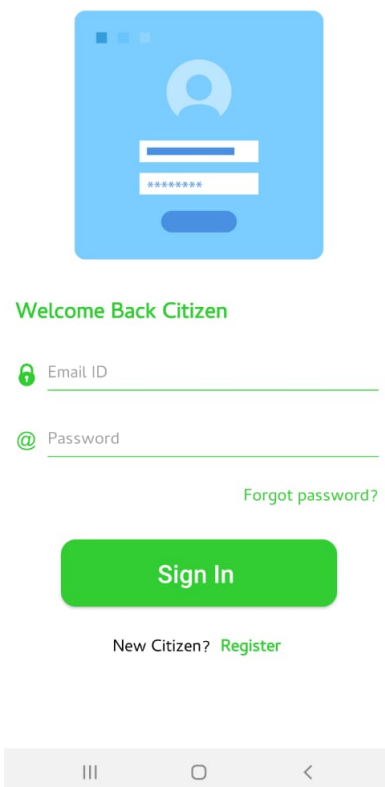 ********
Welcome Back Citizen
Email ID
@ Password
Forgot password?
Sign In
New Citizen? Register